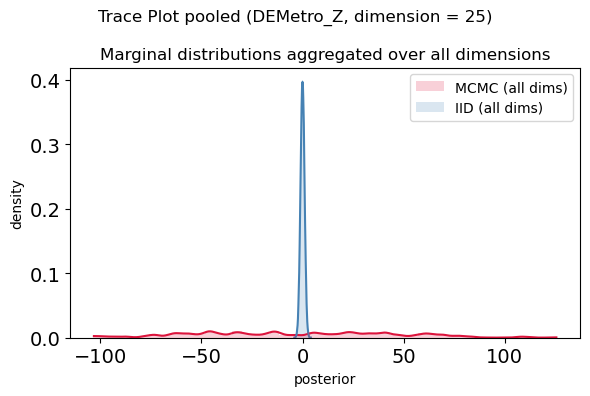 Trace Plot pooled (DEMetro_Z, dimension = 25)
Marginal distributions aggregated over all dimensions
MCMC (all dims)
IID (all dims)
density
0.4
0.3
0.2
0.1
0.0
−100
−50
0
50
100
posterior